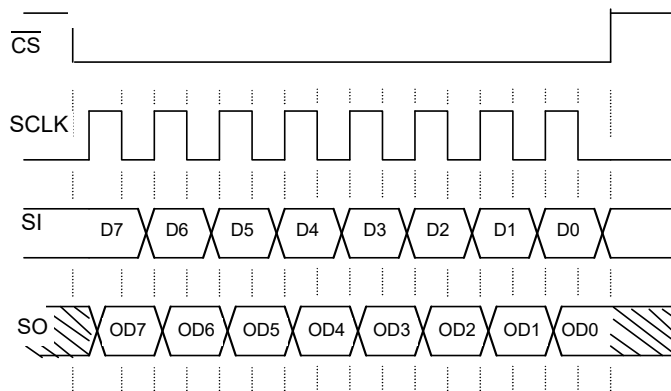 C̅S̅
SCLK
SI D7 D6 D5 D4 D3 D2 D1 D0
SO OD7 OD6 OD5 OD4 OD3 OD2 OD1 OD0